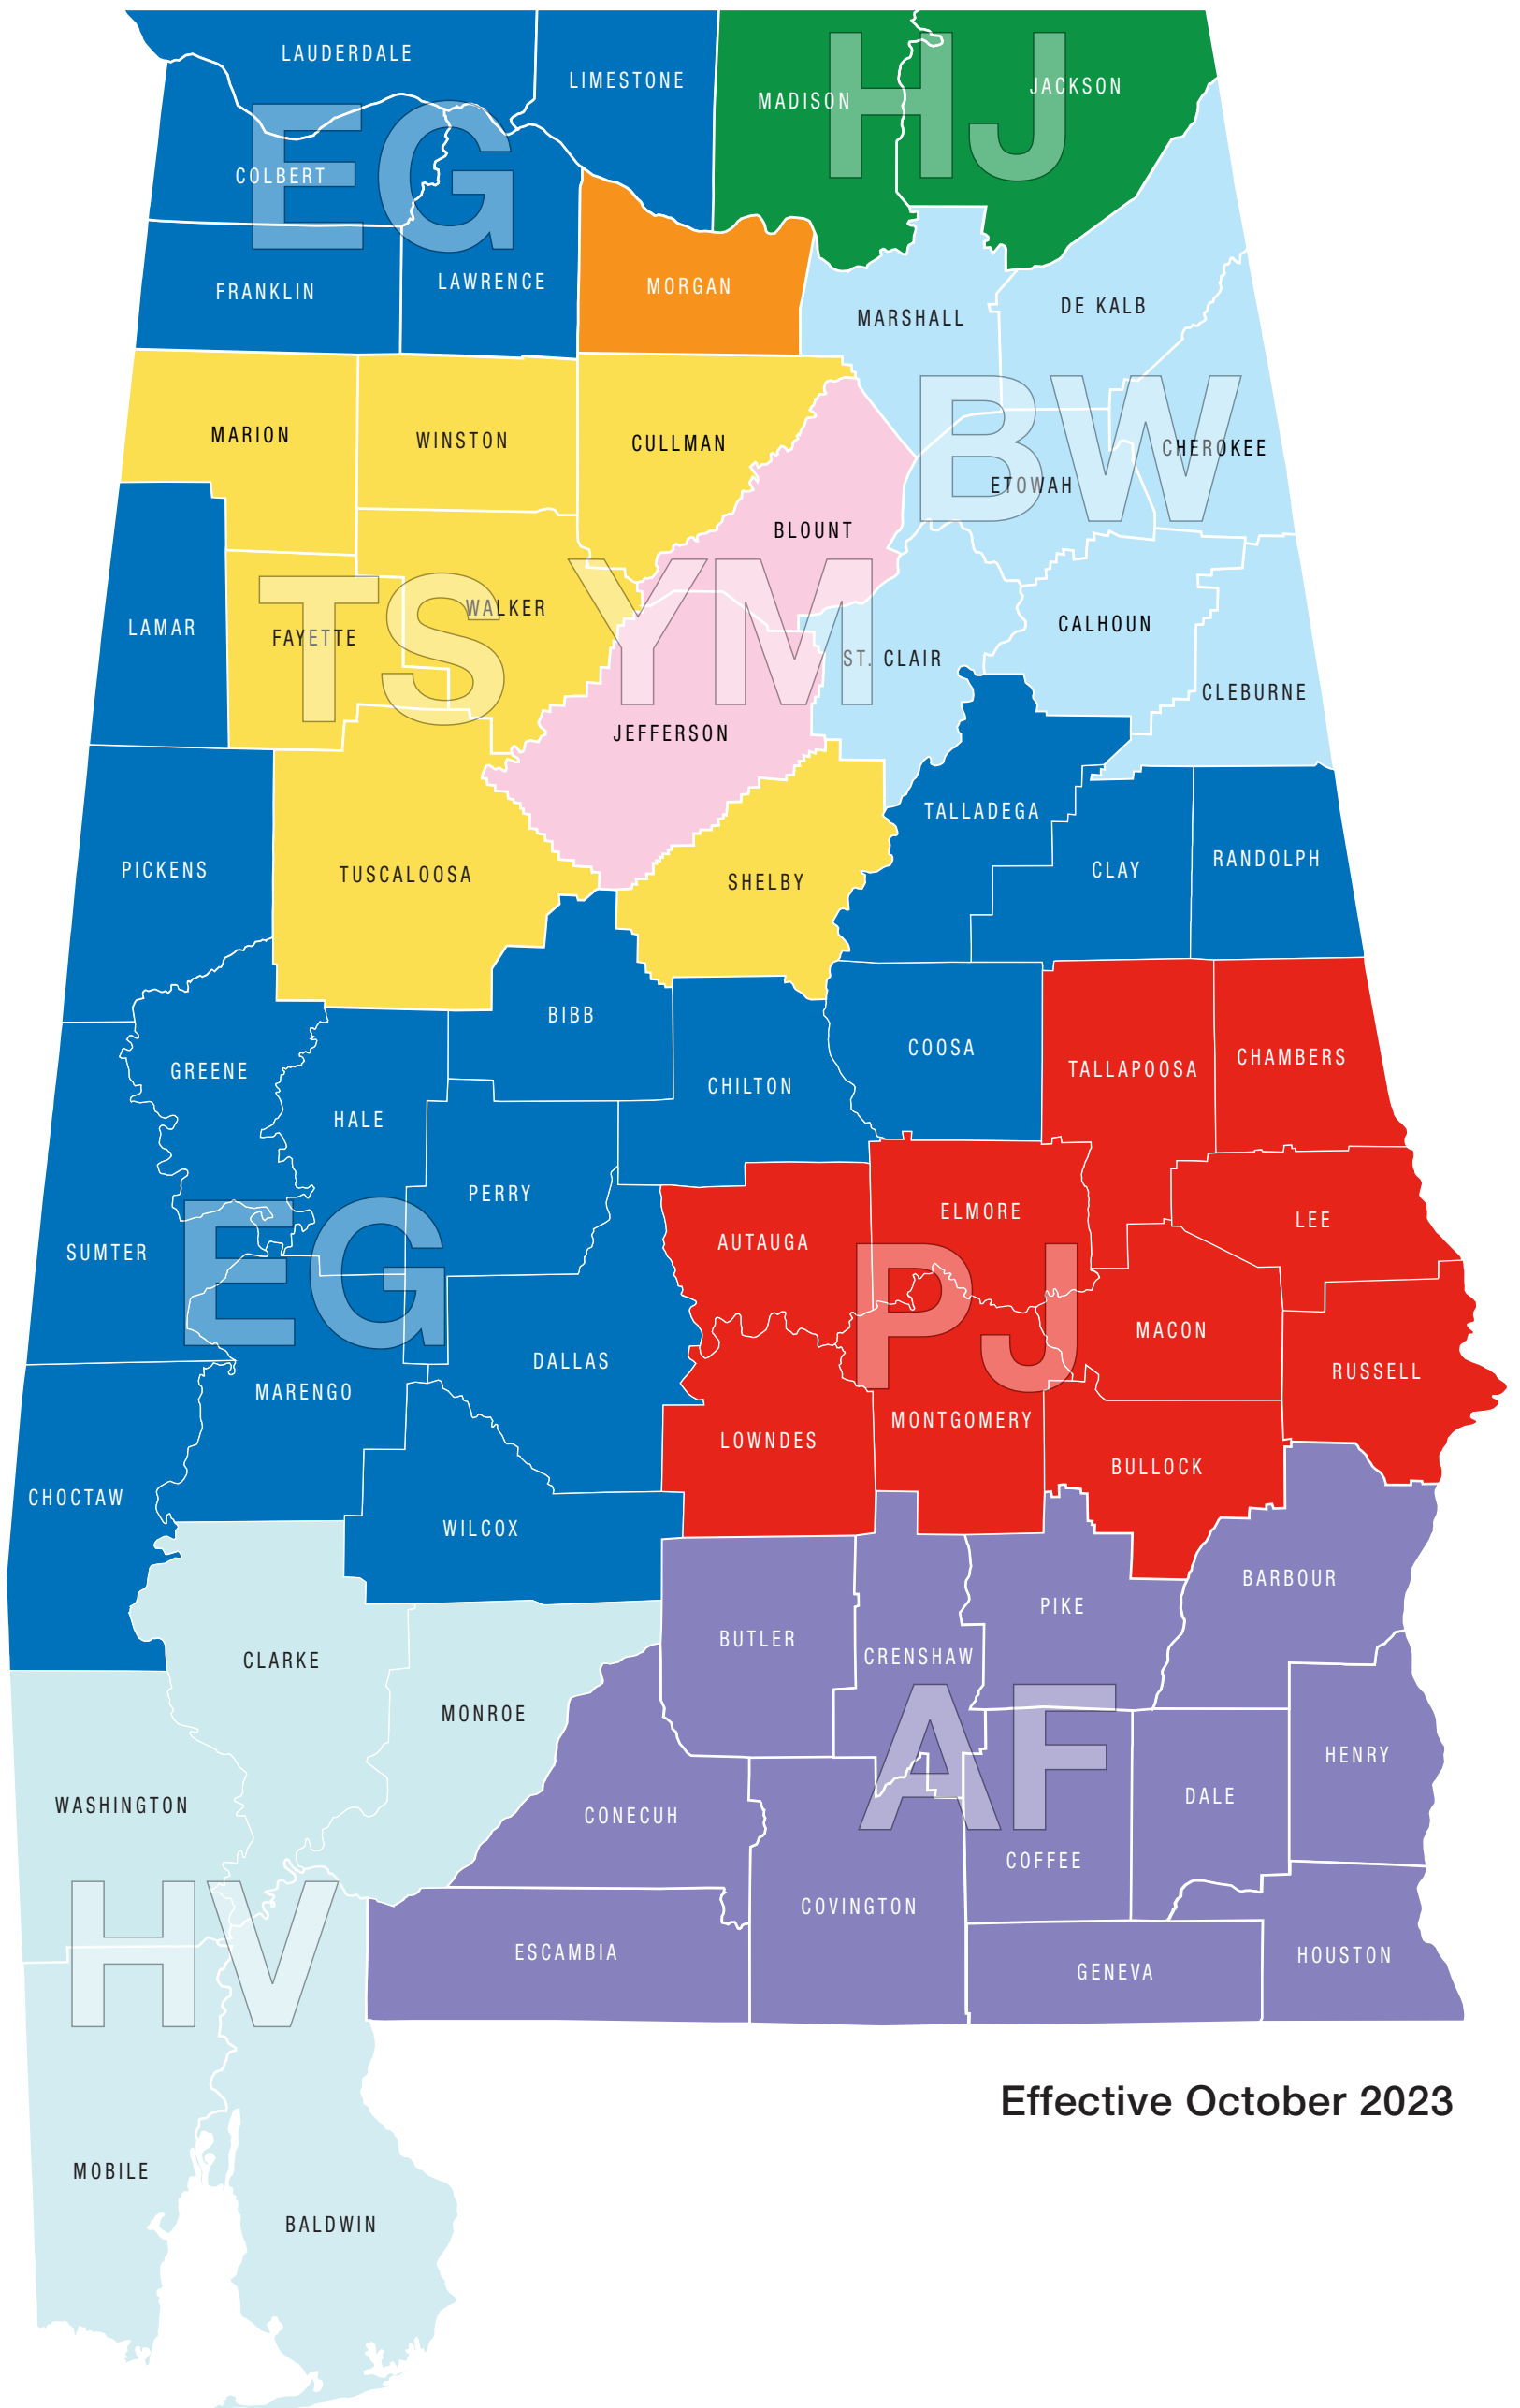 LAUDERDALE
LIMESTONE
MADISON
HJ
JACKSON
EG
COLBERT
FRANKLIN
LAWRENCE
MORGAN
MARSHALL
DE KALB
MARION
WINSTON
CULLMAN
BW
CHEROKEE
ETOWAH
BLOUNT
LAMAR
TS
FAYETTE
WALKER
YM
ST. CLAIR
CALHOUN
CLEBURNE
JEFFERSON
PICKENS
TUSCALOOSA
SHELBY
TALLADEGA
CLAY
RANDOLPH
GREENE
HALE
BIBB
CHILTON
COOSA
TALLAPOOSA
CHAMBERS
SUMTER
EG
PERRY
AUTAUGA
ELMORE
LEE
PJ
MACON
RUSSELL
MARENGO
DALLAS
LOWNDES
MONTGOMERY
BULLOCK
CHOCTAW
WILCOX
CLARKE
MONROE
BUTLER
CRENSHAW
PIKE
BARBOUR
AF
HENRY
WASHINGTON
CONECUH
COFFEE
DALE
COVINGTON
HV
ESCAMBIA
GENEVA
HOUSTON
Effective October 2023
MOBILE
BALDWIN